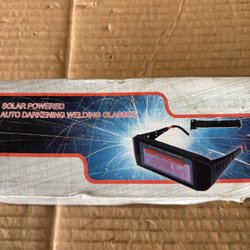 SOLAR POWERED
AUTO DARKENING WELDING GLASSES